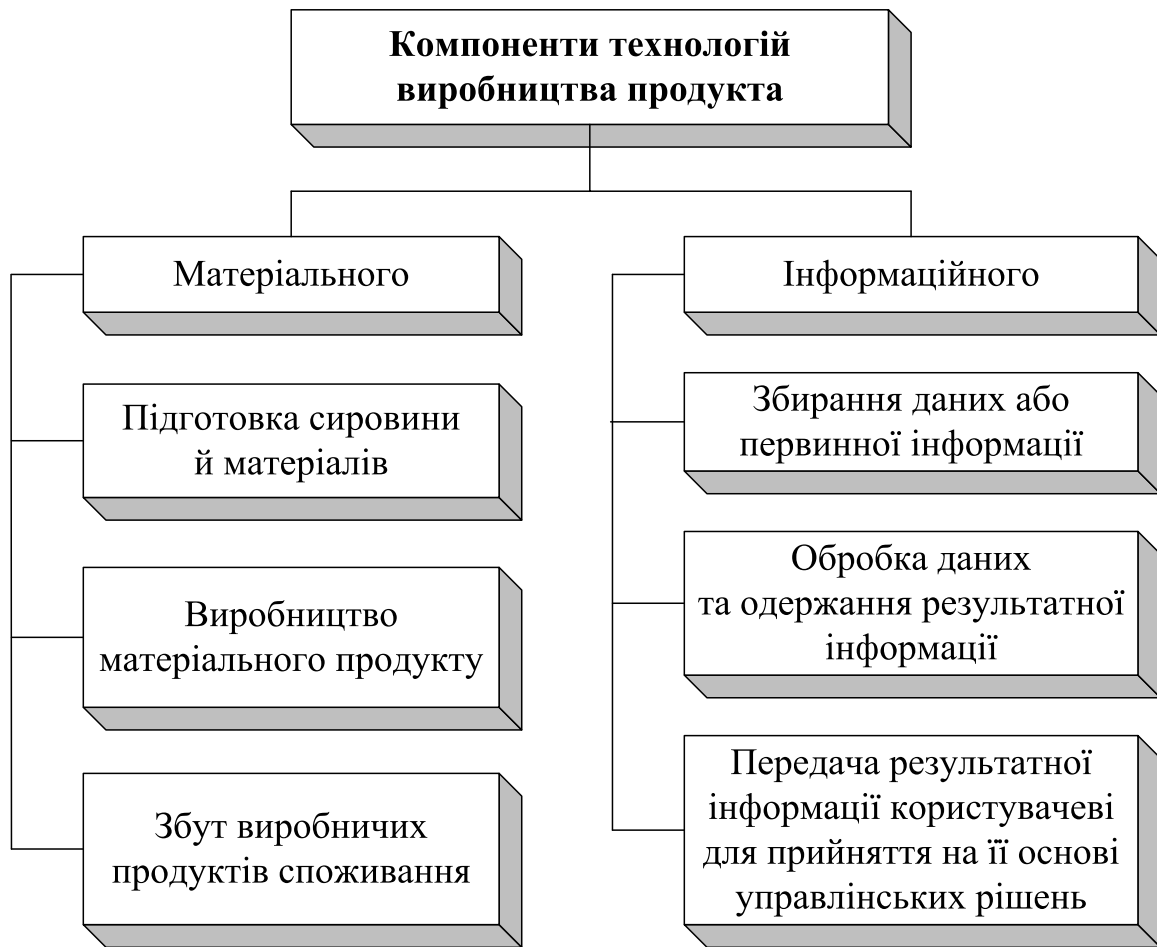 Компоненти технологій
виробництва продукта
Матеріального
Підготовка сировини
й матеріалів
Виробництво
матеріального продукту
Збут виробничих
продуктів споживання
Інформаційного
Збирання даних або
первинної інформації
Обробка даних
та одержання результатної
інформації
Передача результатної
інформації користувачеві
для прийняття на її основі
управлінських рішень